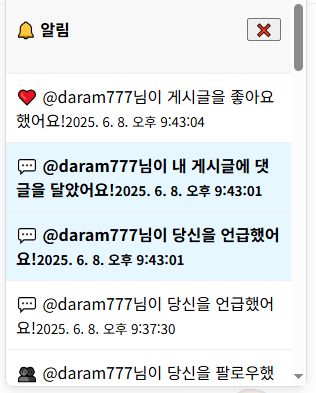 🔔 알림
❤️ @daram777님이 게시글을 좋아요
했어요!2025. 6. 8. 오후 9:43:04
💬 @daram777님이 내 게시글에 댓
글을 달았어요!2025. 6. 8. 오후 9:43:01
💬 @daram777님이 당신을 언급했어
요!2025. 6. 8. 오후 9:43:01
💬 @daram777님이 당신을 언급했어
요!2025. 6. 8. 오후 9:37:30
👥 @daram777님이 당신을 팔로우했